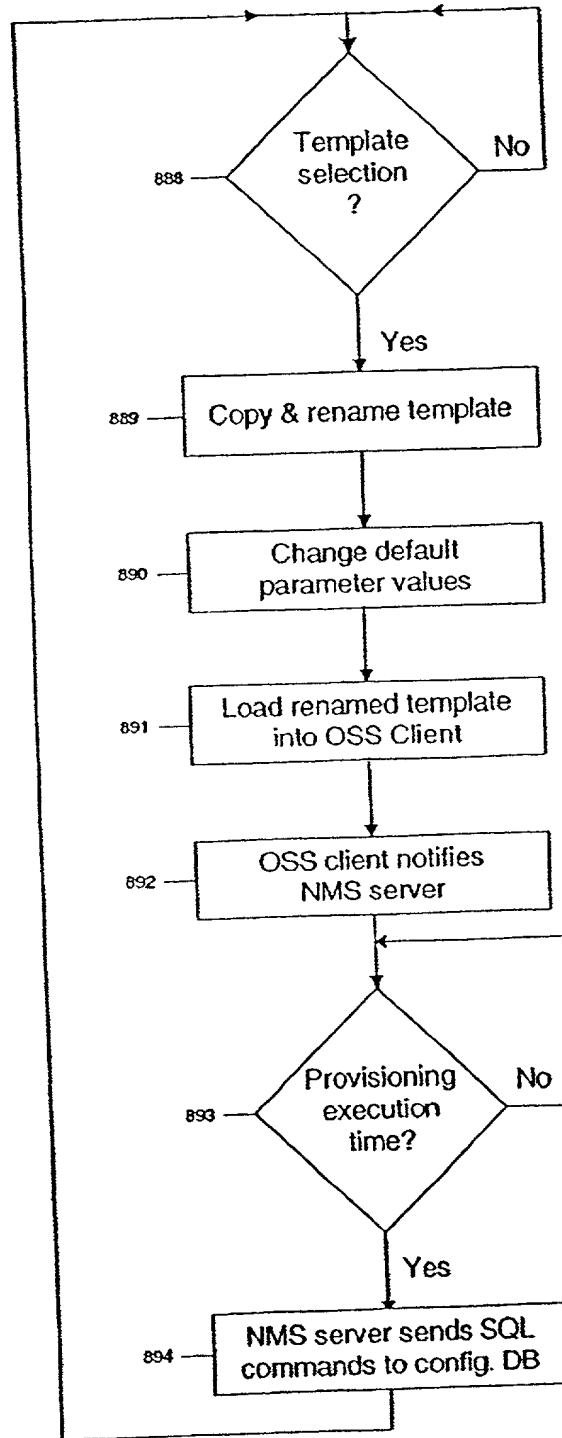 Template
selection
?
No
888
Yes
889
Copy & rename template
890
Change default
parameter values
891
Load renamed template
into OSS Client
892
OSS client notifies
NMS server
893
Provisioning
execution
time?
No
Yes
894
NMS server sends SQL
commands to config. DB